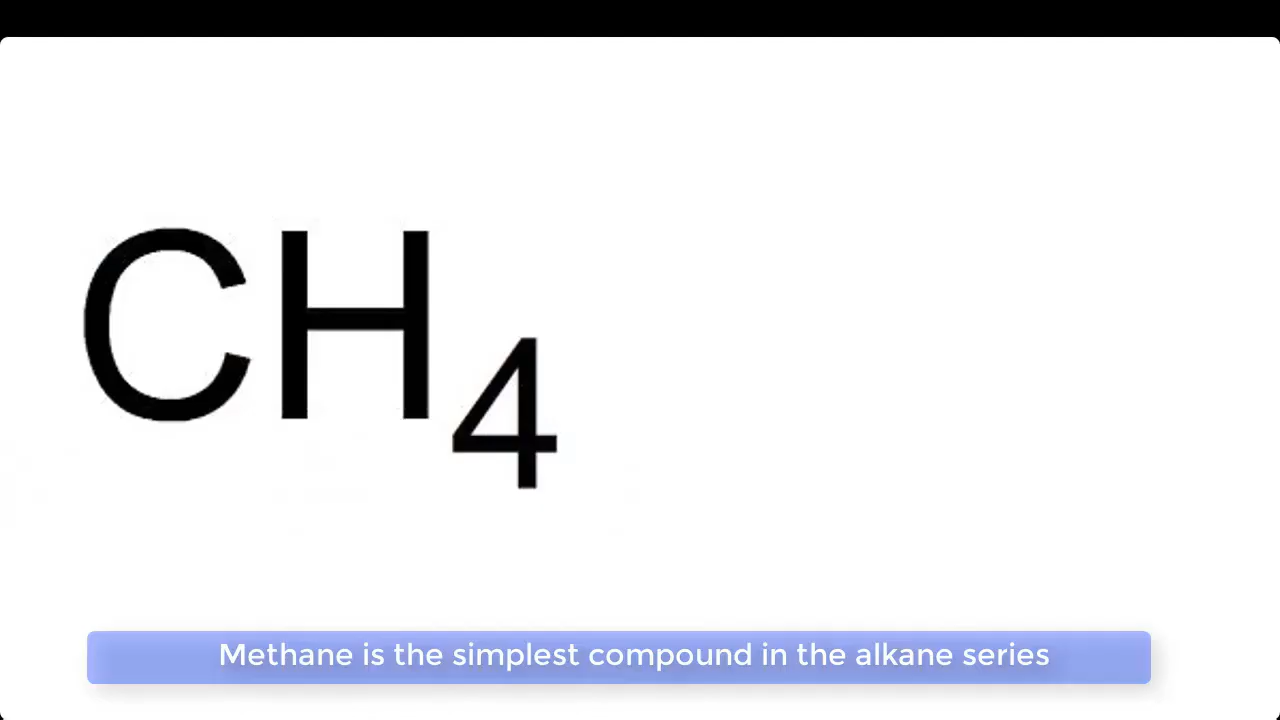 CH₄
Methane is the simplest compound in the alkane series